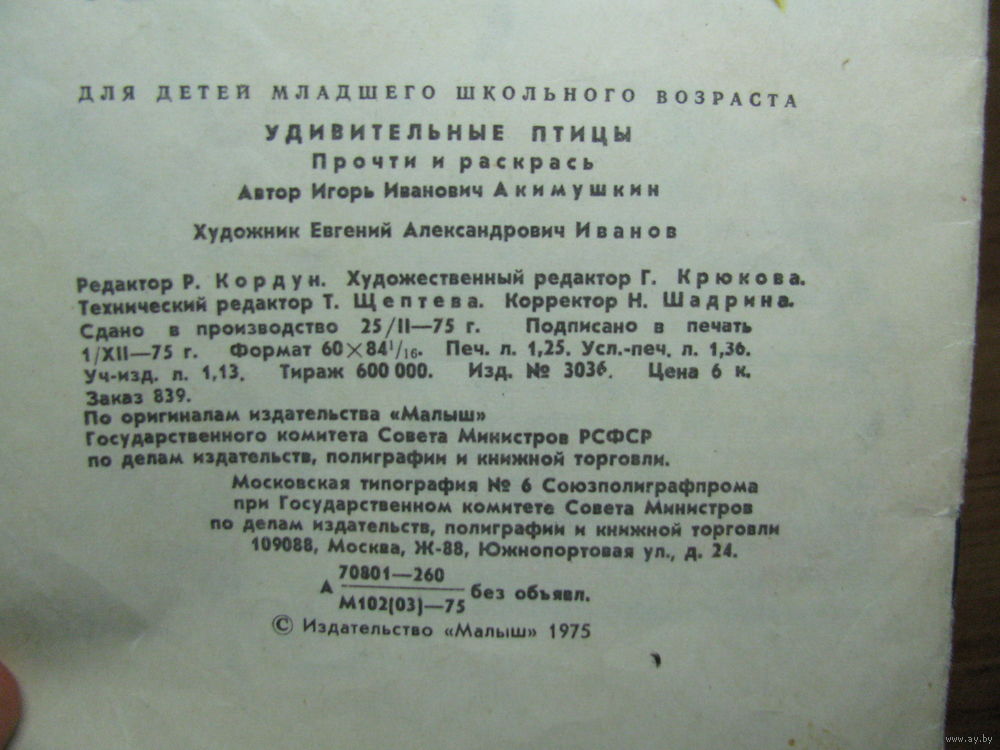 ДЛЯ ДЕТЕЙ МЛАДШЕГО ШКОЛЬНОГО ВОЗРАСТА
УДИВИТЕЛЬНЫЕ ПТИЦЫ
Прочти и раскрась
Автор Игорь Иванович Акимушкин
Художник Евгений Александрович Иванов
Редактор Р. Кордун. Художественный редактор Г. Крюкова.
Технический редактор Т. Щептева. Корректор Н. Шадрина.
Сдано в производство 25/II—75 г. Подписано в печать
1/XII—75 г. Формат 60×84¹/₁₆. Печ. л. 1,25. Усл.-печ. л. 1,36.
Уч-изд. л. 1,13. Тираж 600 000. Изд. № 3036. Цена 6 к.
Заказ 839.
По оригиналам издательства «Малыш»
Государственного комитета Совета Министров РСФСР
по делам издательств, полиграфии и книжной торговли.
Московская типография № 6 Союзполиграфпрома
при Государственном комитете Совета Министров
по делам издательств, полиграфии и книжной торговли
109088, Москва, Ж-88, Южнопортовая ул., д. 24.
70801—260
А без объявл.
М102(03)—75
© Издательство «Малыш» 1975
www.ay.by